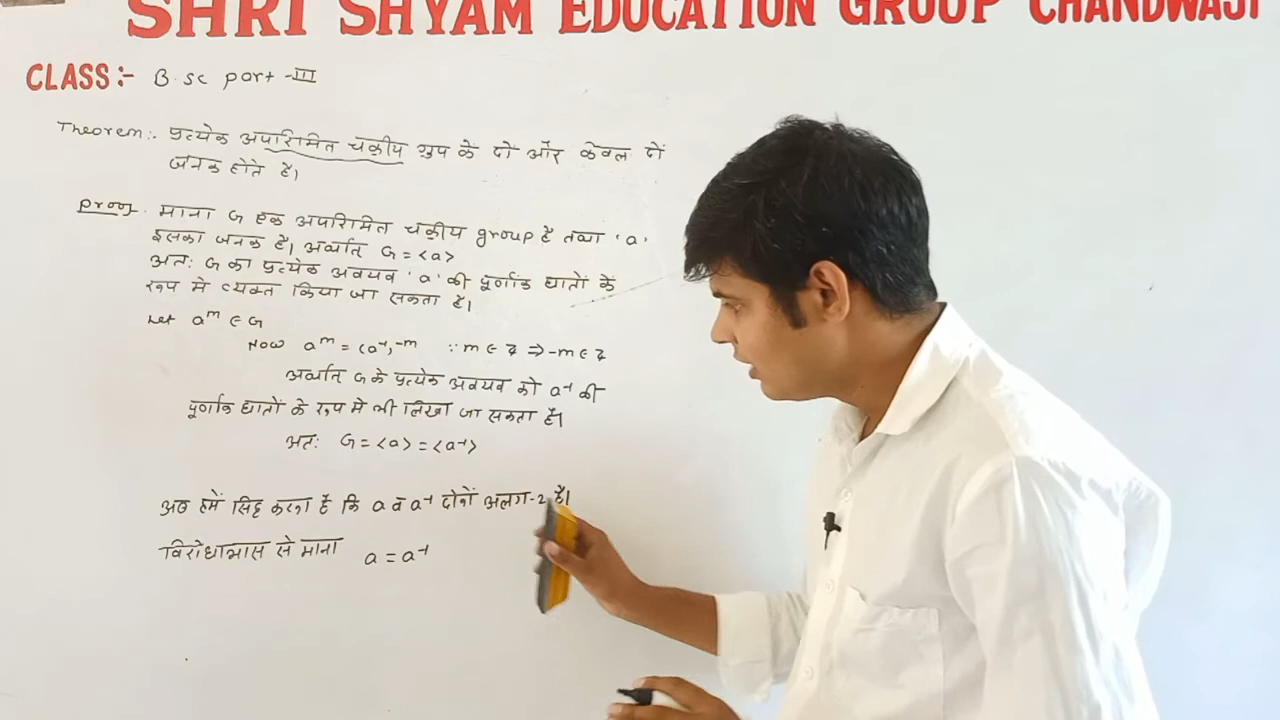 SHRI SHYAM EDUCATION GROUP CHANDWAJI
CLASS:- B.sc part-III
Theorem:. प्रत्येक अपरिमित चक्रीय ग्रुप के दो और केवल दो
जनक होते है।
Proof. माना G एक अपरिमित चक्रीय group है तथा 'a'
इसका जनक है। अर्थात G = <a>
अतः G का प्रत्येक अवयव 'a' की पूर्णांक घातों के
रूप मे व्यक्त किया जा सकता है।
Let a^m ∈ G
Now a^m = (a^-1)^-m ∵ m ∈ Z ⇒ -m ∈ Z
अर्थात G के प्रत्येक अवयव को a^-1 की
पूर्णांक घातों के रूप मे भी लिखा जा सकता है।
अतः G = <a> = <a^-1>
अब हमें सिद्ध करना है कि a व a^-1 दोनों अलग-2 है।
विरोधाभास से माना a = a^-1